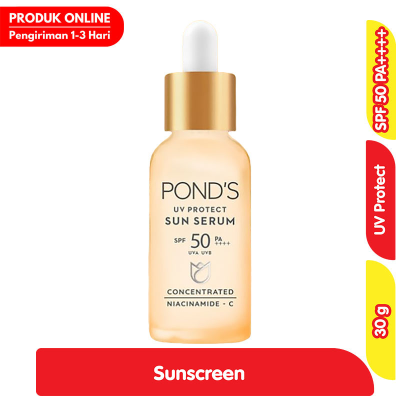 PRODUK ONLINE
Pengiriman 1-3 Hari
POND'S
UV PROTECT
SUN SERUM
SPF 50 PA
++++
UVA UVB
CONCENTRATED
NIACINAMIDE - C
SPF 50 PA++++
UV Protect
30 g
Sunscreen